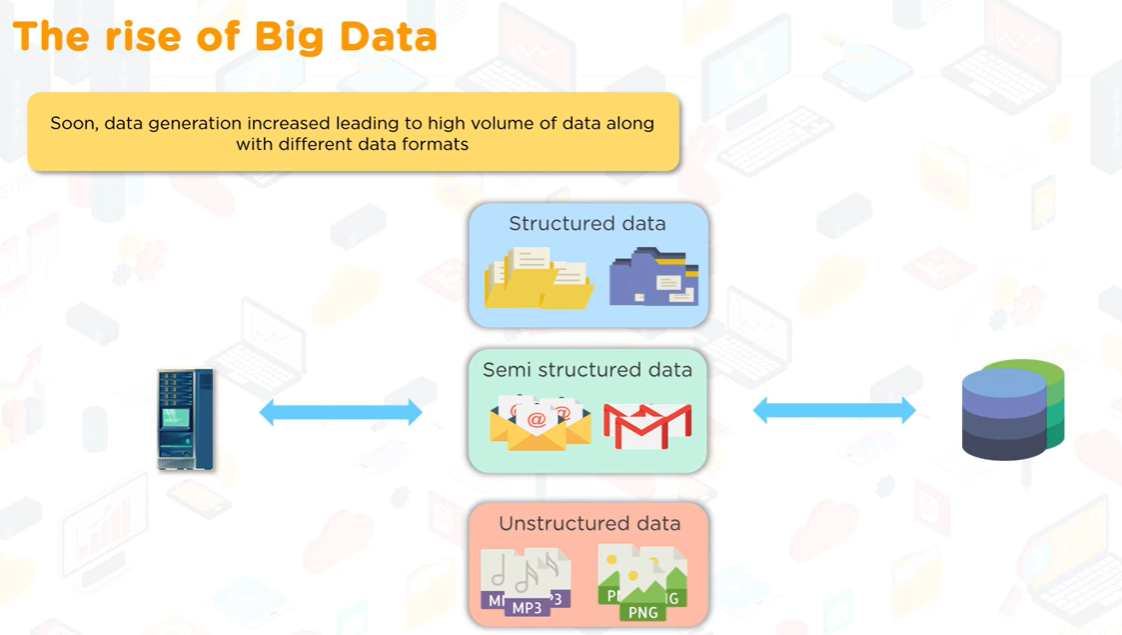 The rise of Big Data
Soon, data generation increased leading to high volume of data along
with different data formats
Structured data
Semi structured data
@
Unstructured data
MP3
PNG